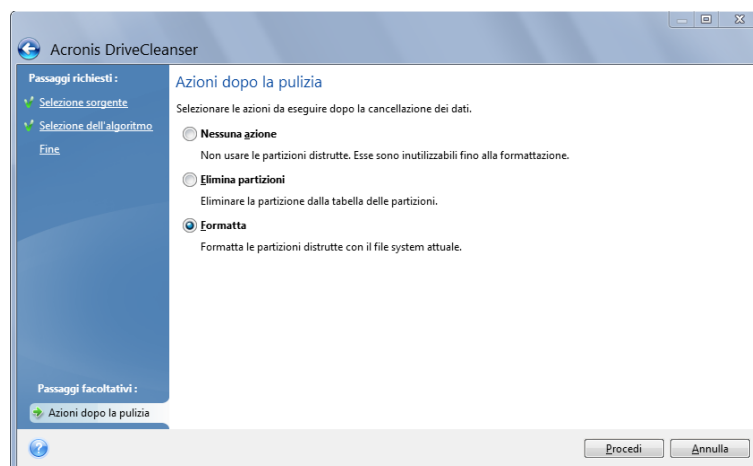 Acronis DriveCleanser
Passaggi richiesti :
Selezione sorgente
Selezione dell'algoritmo
Fine
Azioni dopo la pulizia
Selezionare le azioni da eseguire dopo la cancellazione dei dati.
Nessuna azione
Non usare le partizioni distrutte. Esse sono inutilizzabili fino alla formattazione.
Elimina partizioni
Eliminare la partizione dalla tabella delle partizioni.
Formatta
Formatta le partizioni distrutte con il file system attuale.
Passaggi facoltativi :
Azioni dopo la pulizia
Procedi
Annulla